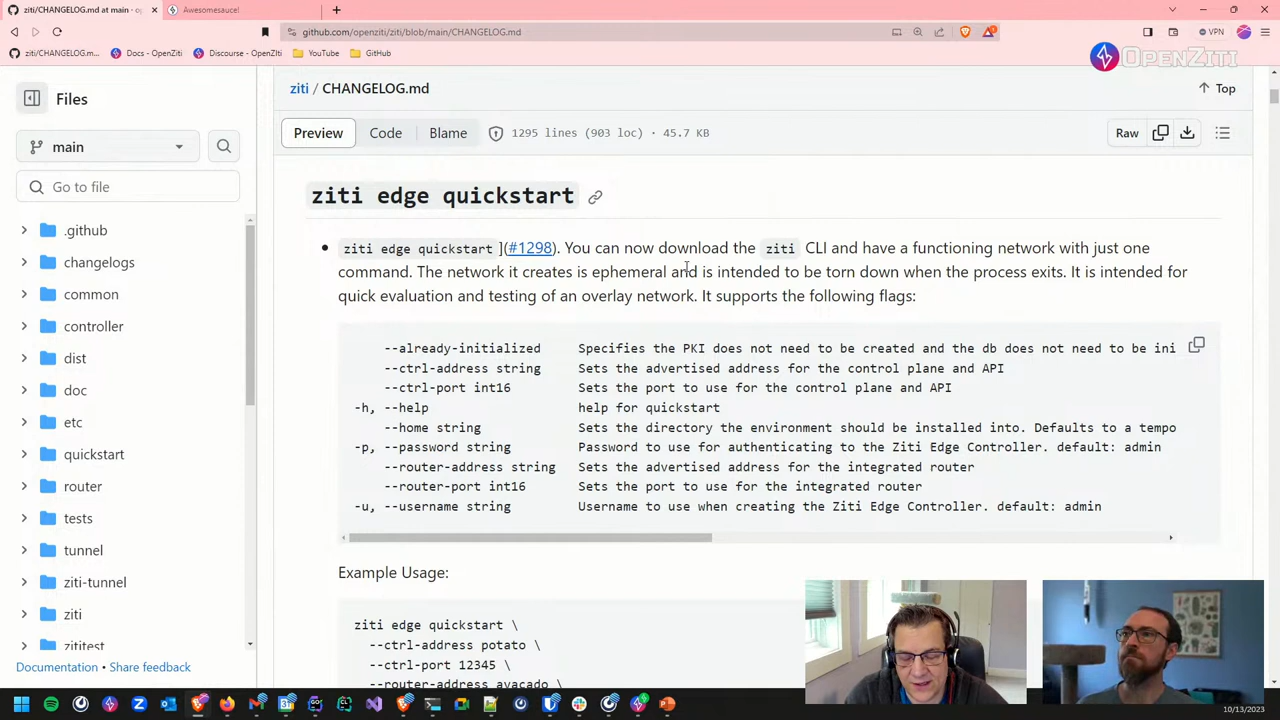 ziti/CHANGELOG.md at main · op
Awesomesauce!
github.com/openziti/ziti/blob/main/CHANGELOG.md
VPN
ziti/CHANGELOG.m...
Docs - OpenZiti
Discourse - OpenZIti
YouTube
GitHub
OPENZITI
Files
ziti / CHANGELOG.md
Top
main
Preview
Code
Blame
1295 lines (903 loc) · 45.7 KB
Raw
Go to file
.github
changelogs
common
controller
dist
doc
etc
quickstart
router
tests
tunnel
ziti-tunnel
ziti
zititest
Documentation • Share feedback
ziti edge quickstart
ziti edge quickstart](#1298). You can now download the ziti CLI and have a functioning network with just one
command. The network it creates is ephemeral and is intended to be torn down when the process exits. It is intended for
quick evaluation and testing of an overlay network. It supports the following flags:
--already-initialized Specifies the PKI does not need to be created and the db does not need to be ini
--ctrl-address string Sets the advertised address for the control plane and API
--ctrl-port int16 Sets the port to use for the control plane and API
-h, --help help for quickstart
--home string Sets the directory the environment should be installed into. Defaults to a tempo
-p, --password string Password to use for authenticating to the Ziti Edge Controller. default: admin
--router-address string Sets the advertised address for the integrated router
--router-port int16 Sets the port to use for the integrated router
-u, --username string Username to use when creating the Ziti Edge Controller. default: admin
Example Usage:
ziti edge quickstart \
--ctrl-address potato \
--ctrl-port 12345 \
--router-address avacado \
10/13/2023